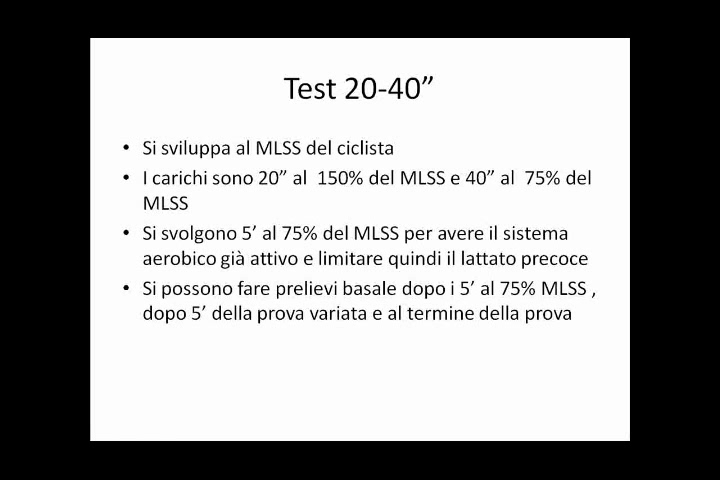 Test 20-40”
• Si sviluppa al MLSS del ciclista
• I carichi sono 20” al 150% del MLSS e 40” al 75% del
MLSS
• Si svolgono 5’ al 75% del MLSS per avere il sistema
aerobico già attivo e limitare quindi il lattato precoce
• Si possono fare prelievi basale dopo i 5’ al 75% MLSS ,
dopo 5’ della prova variata e al termine della prova